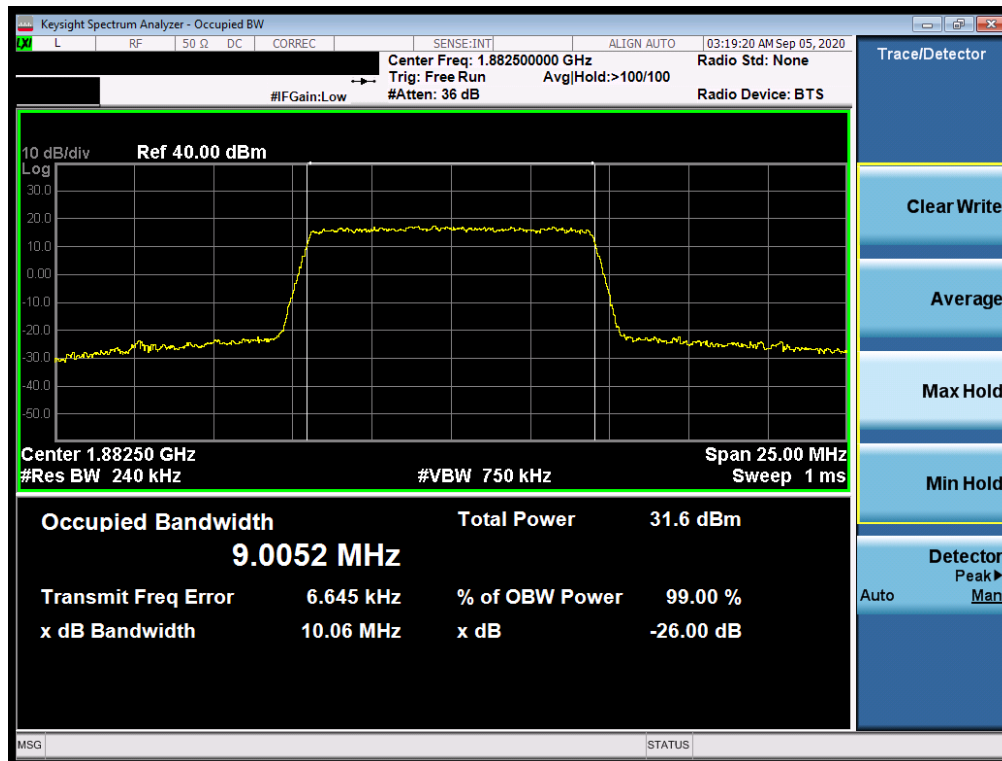 Keysight Spectrum Analyzer - Occupied BW
LXI L RF 50 Ω DC CORREC SENSE:INT ALIGN AUTO 03:19:20 AM Sep 05, 2020
Center Freq: 1.882500000 GHz Radio Std: None
Trig: Free Run Avg|Hold:>100/100
#IFGain:Low #Atten: 36 dB Radio Device: BTS
10 dB/div Ref 40.00 dBm
Log
30.0
20.0
10.0
0.00
-10.0
-20.0
-30.0
-40.0
-50.0
Center 1.88250 GHz Span 25.00 MHz
#Res BW 240 kHz #VBW 750 kHz Sweep 1 ms
Occupied Bandwidth Total Power 31.6 dBm
9.0052 MHz
Transmit Freq Error 6.645 kHz % of OBW Power 99.00 %
x dB Bandwidth 10.06 MHz x dB -26.00 dB
MSG STATUS
Trace/Detector
Clear Write
Average
Max Hold
Min Hold
Detector
Peak▶
Auto Man